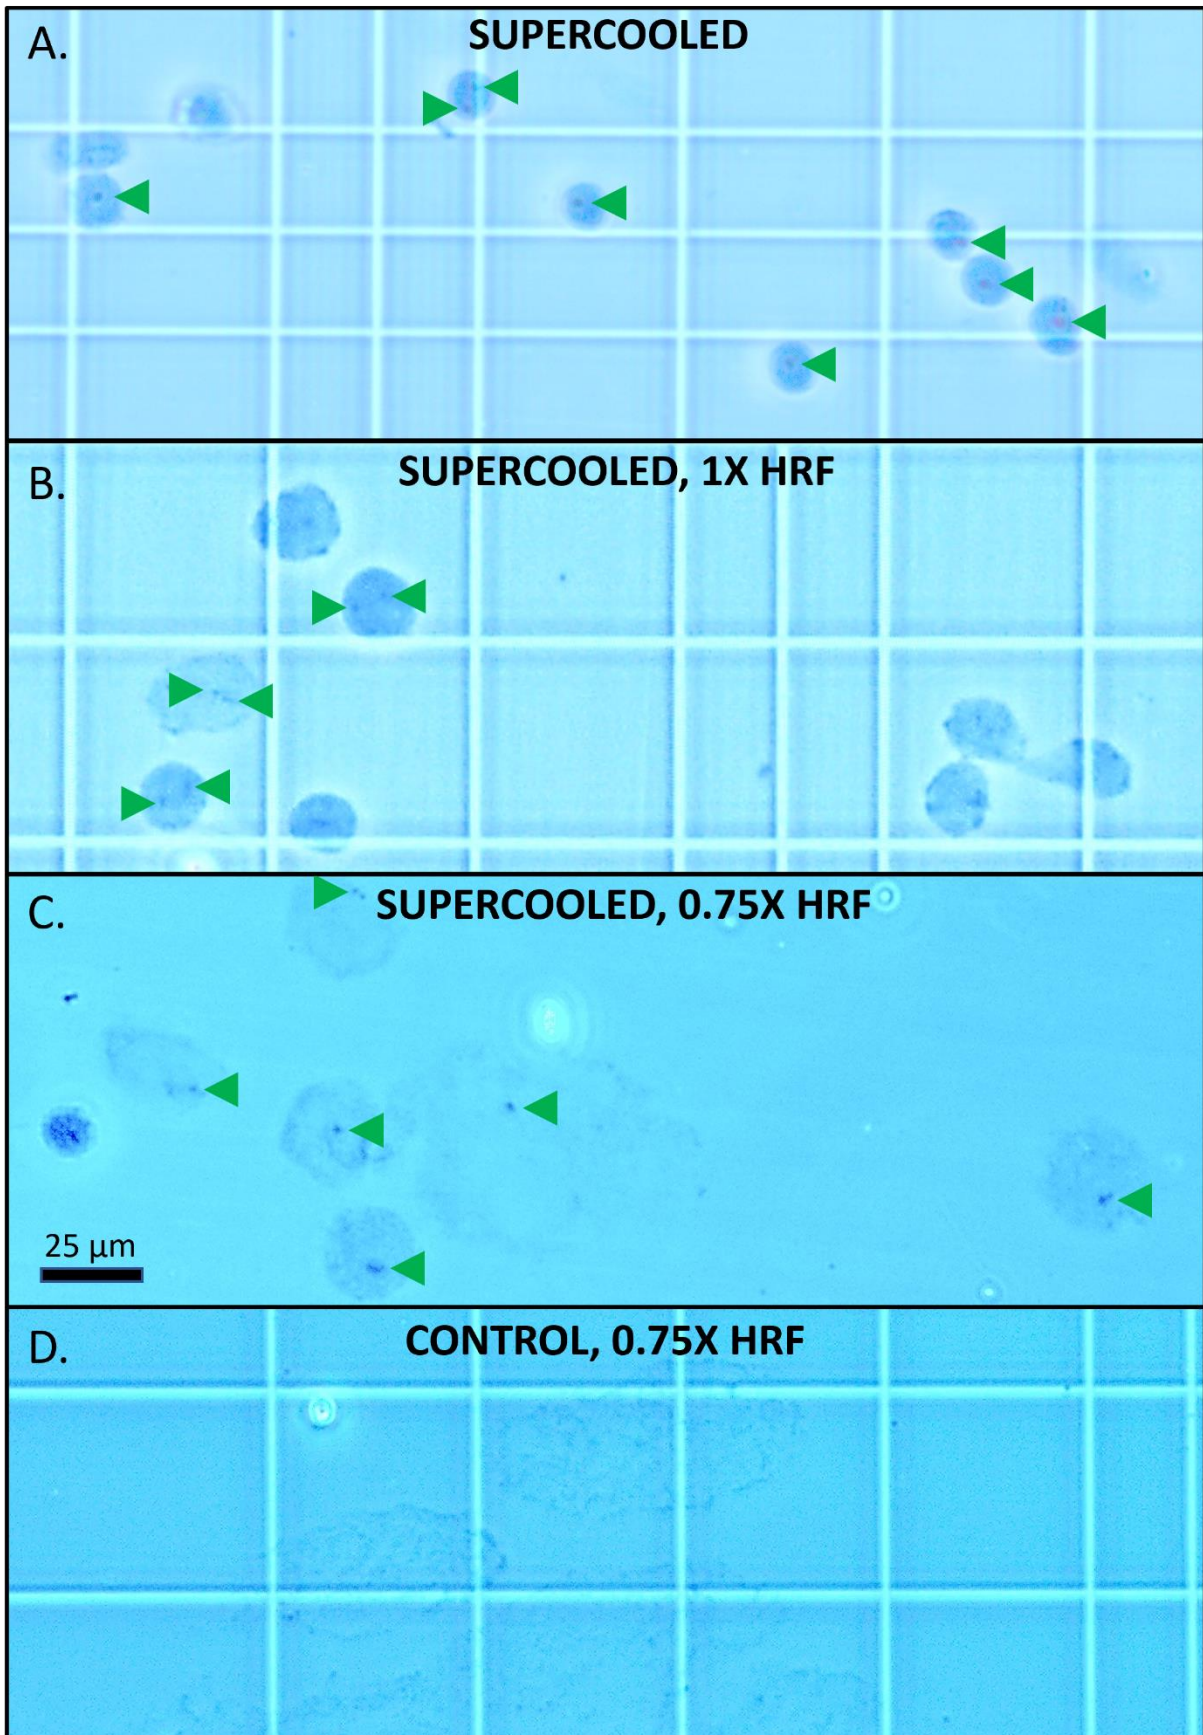 A.
SUPERCOOLED
B.
SUPERCOOLED, 1X HRF
C.
SUPERCOOLED, 0.75X HRF
25 µm
D.
CONTROL, 0.75X HRF